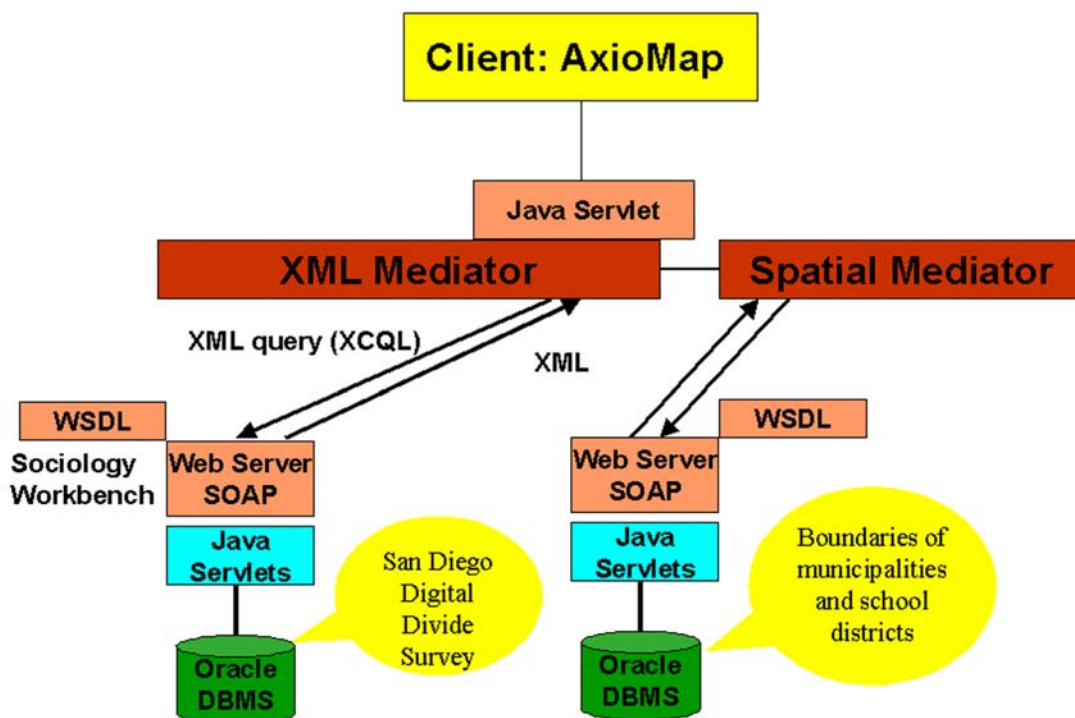 Client: AxioMap
Java Servlet
XML Mediator
Spatial Mediator
XML query (XCQL)
XML
WSDL
Sociology
Workbench
Web Server
SOAP
Java
Servlets
Oracle
DBMS
San Diego
Digital
Divide
Survey
WSDL
Web Server
SOAP
Java
Servlets
Oracle
DBMS
Boundaries of
municipalities
and school
districts